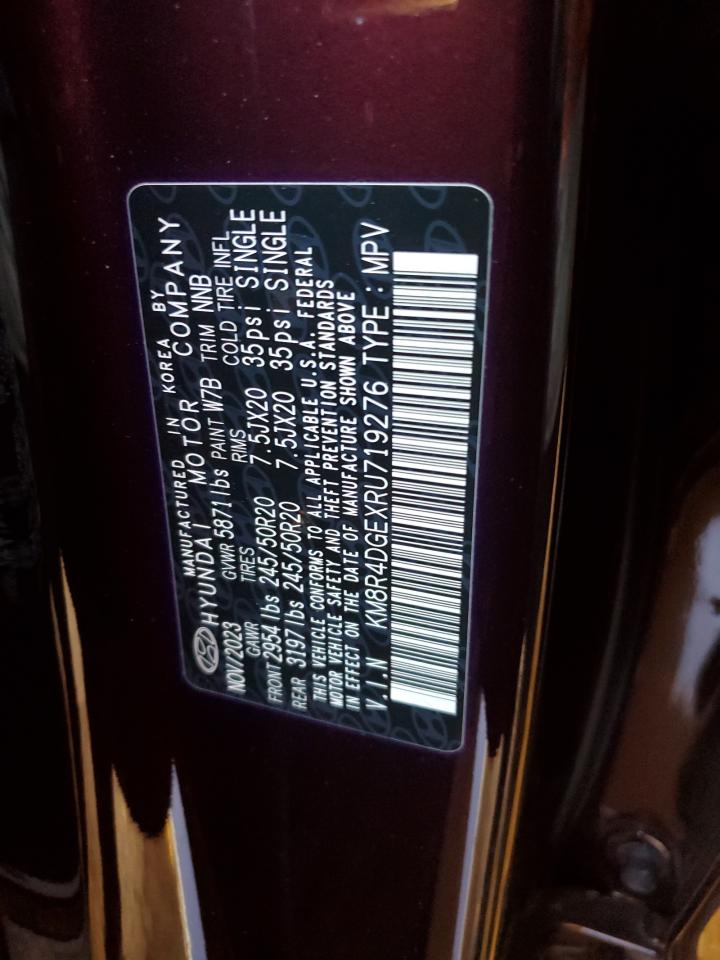 MANUFACTURED IN KOREA BY
HYUNDAI MOTOR COMPANY
NOV/2023 GVWR 5871lbs PAINT W7B TRIM NNB
GAWR TIRES RIMS COLD TIRE INFL
FRONT 2954 lbs 245/50R20 7.5JX20 35psi SINGLE
REAR 3197 lbs 245/50R20 7.5JX20 35psi SINGLE
THIS VEHICLE CONFORMS TO ALL APPLICABLE U.S.A. FEDERAL
MOTOR VEHICLE SAFETY AND THEFT PREVENTION STANDARDS
IN EFFECT ON THE DATE OF MANUFACTURE SHOWN ABOVE
V.I.N KM8R4DGEXRU719276 TYPE : MPV